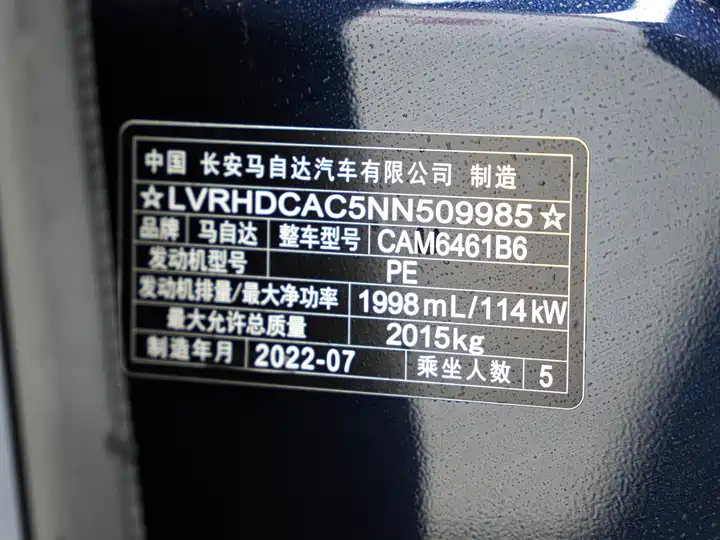 中国 长安马自达汽车有限公司 制造
☆LVRHDCAC5NN509985☆
品牌 马自达 整车型号 CAM6461B6
发动机型号 PE
发动机排量/最大净功率 1998mL/114kW
最大允许总质量 2015kg
制造年月 2022-07 乘坐人数 5